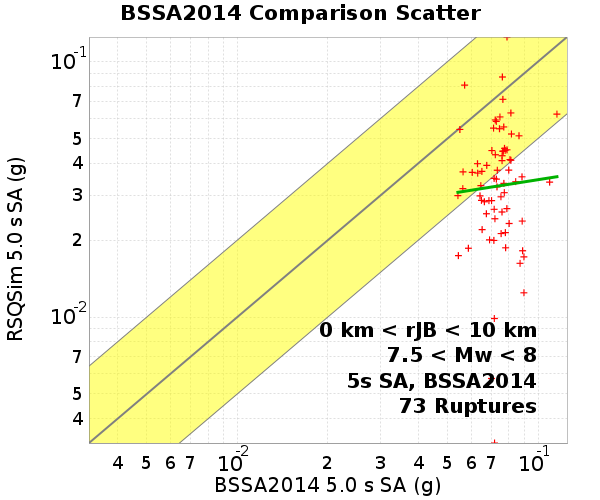 BSSA2014 Comparison Scatter
RSQSim 5.0 s SA (g)
10-1
7
5
4
3
2
10-2
7
5
4
0 km < rJB < 10 km
7.5 < Mw < 8
5s SA, BSSA2014
73 Ruptures
4 5 6 7 10-2 2 3 4 5 6 7 10-1
BSSA2014 5.0 s SA (g)